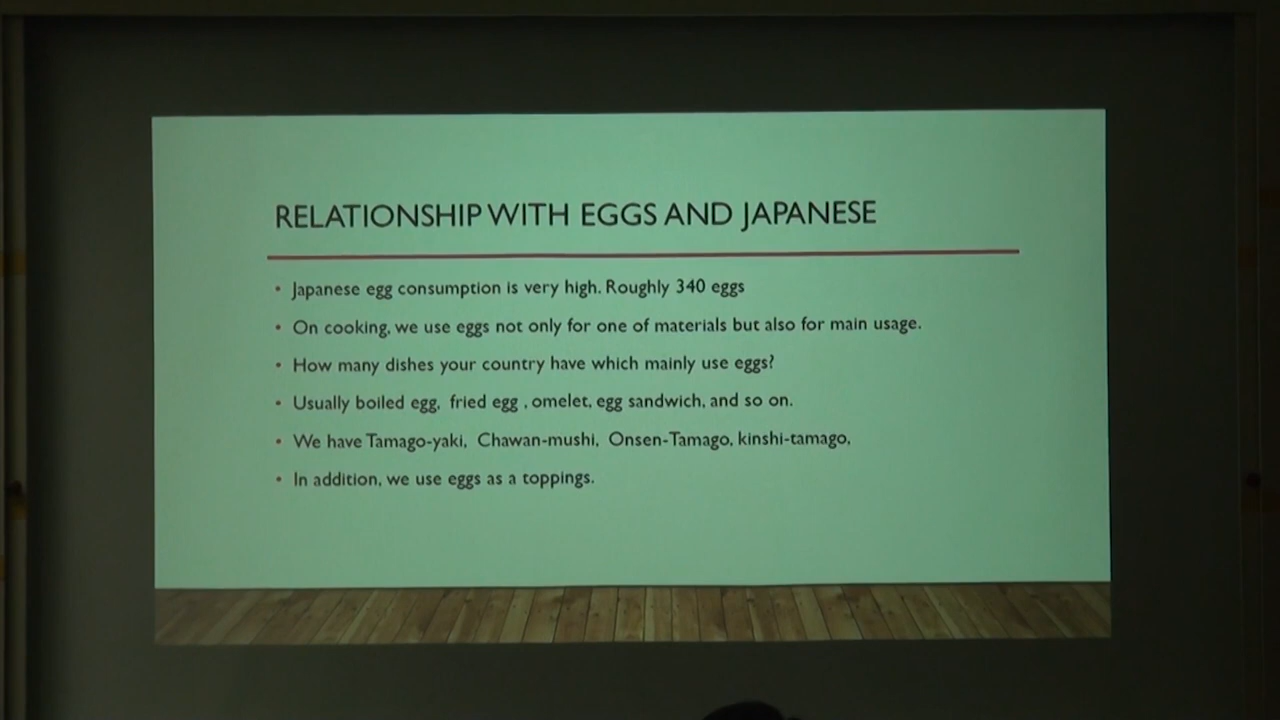 RELATIONSHIP WITH EGGS AND JAPANESE
• Japanese egg consumption is very high. Roughly 340 eggs
• On cooking, we use eggs not only for one of materials but also for main usage.
• How many dishes your country have which mainly use eggs?
• Usually boiled egg, fried egg , omelet, egg sandwich, and so on.
• We have Tamago-yaki, Chawan-mushi, Onsen-Tamago, kinshi-tamago,
• In addition, we use eggs as a toppings.